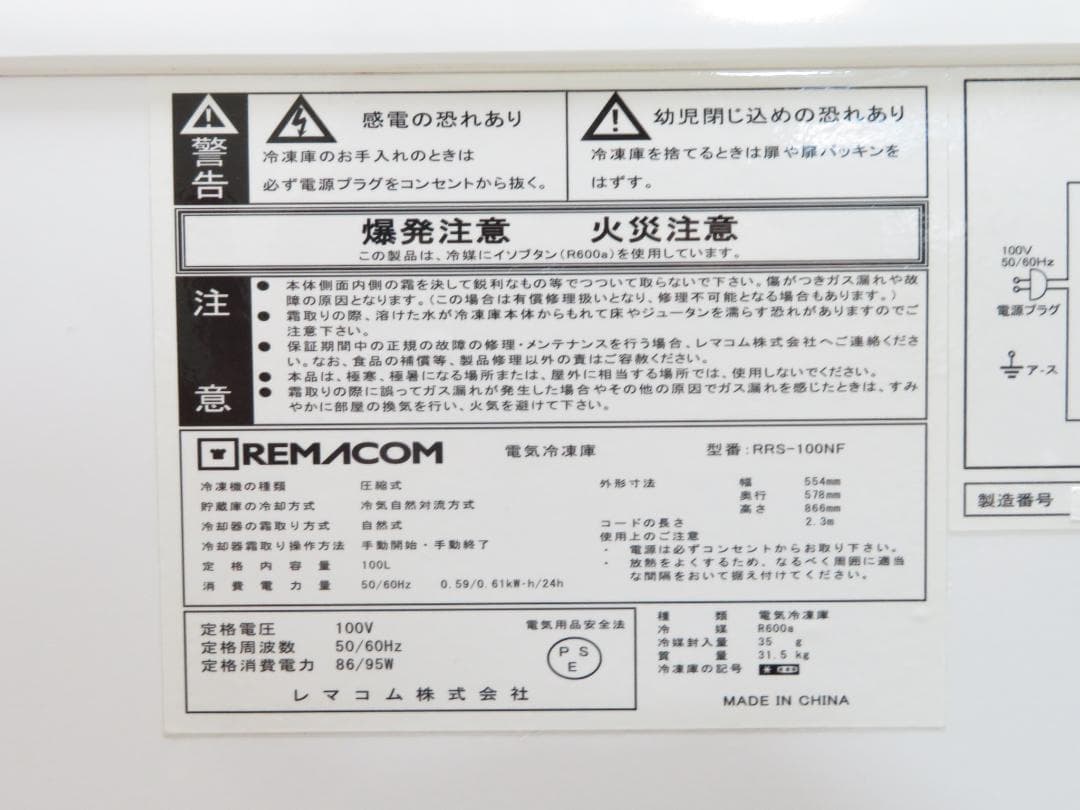 警告
感電の恐れあり
冷凍庫のお手入れのときは
必ず電源プラグをコンセントから抜く。
幼児閉じ込めの恐れあり
冷凍庫を捨てるときは扉や扉パッキンを
はずす。
爆発注意 火災注意
この製品は、冷媒にイソブタン(R600a)を使用しています。
注意
● 本体側面内側の霜を決して鋭利なもの等でつついて取らないで下さい。傷がつきガス漏れや故
障の原因となります。(この場合は有償修理扱いとなり、修理不可能となる場合もあります。)
● 霜取りの際、溶けた水が冷凍庫本体からもれて床やジュータンを濡らす恐れがありますのでご
注意下さい。
● 保証期間中の正規の故障の修理・メンテナンスを行う場合、レマコム株式会社へご連絡くださ
い。なお、食品の補償等、製品修理以外の責はご容赦ください。
● 本品は、極寒、極暑になる場所または、屋外に相当する場所では、使用しないでください。
● 霜取りの際に誤ってガス漏れが発生した場合やその他の原因でガス漏れを感じたときは、すみ
やかに部屋の換気を行い、火気を避けて下さい。
REMACOM 電気冷凍庫 型番:RRS-100NF
冷凍機の種類 圧縮式
貯蔵庫の冷却方式 冷気自然対流方式
冷却器の霜取り方式 自然式
冷却器霜取り操作方法 手動開始・手動終了
定格内容量 100L
消費電力量 50/60Hz 0.59/0.61kW・h/24h
外形寸法 幅 554mm
奥行 578mm
高さ 866mm
コードの長さ 2.3m
使用上のご注意
・ 電源は必ずコンセントからお取り下さい。
・ 放熱をよくするため、なるべく周囲に適当
な間隔をおいて据え付けてください。
定格電圧 100V
定格周波数 50/60Hz
定格消費電力 86/95W
電気用品安全法
PS
E
レマコム株式会社
種類 電気冷凍庫
冷媒 R600a
冷媒封入量 35 g
質量 31.5 kg
冷凍庫の記号
MADE IN CHINA
100V
50/60Hz
電源プラグ
アース
製造番号